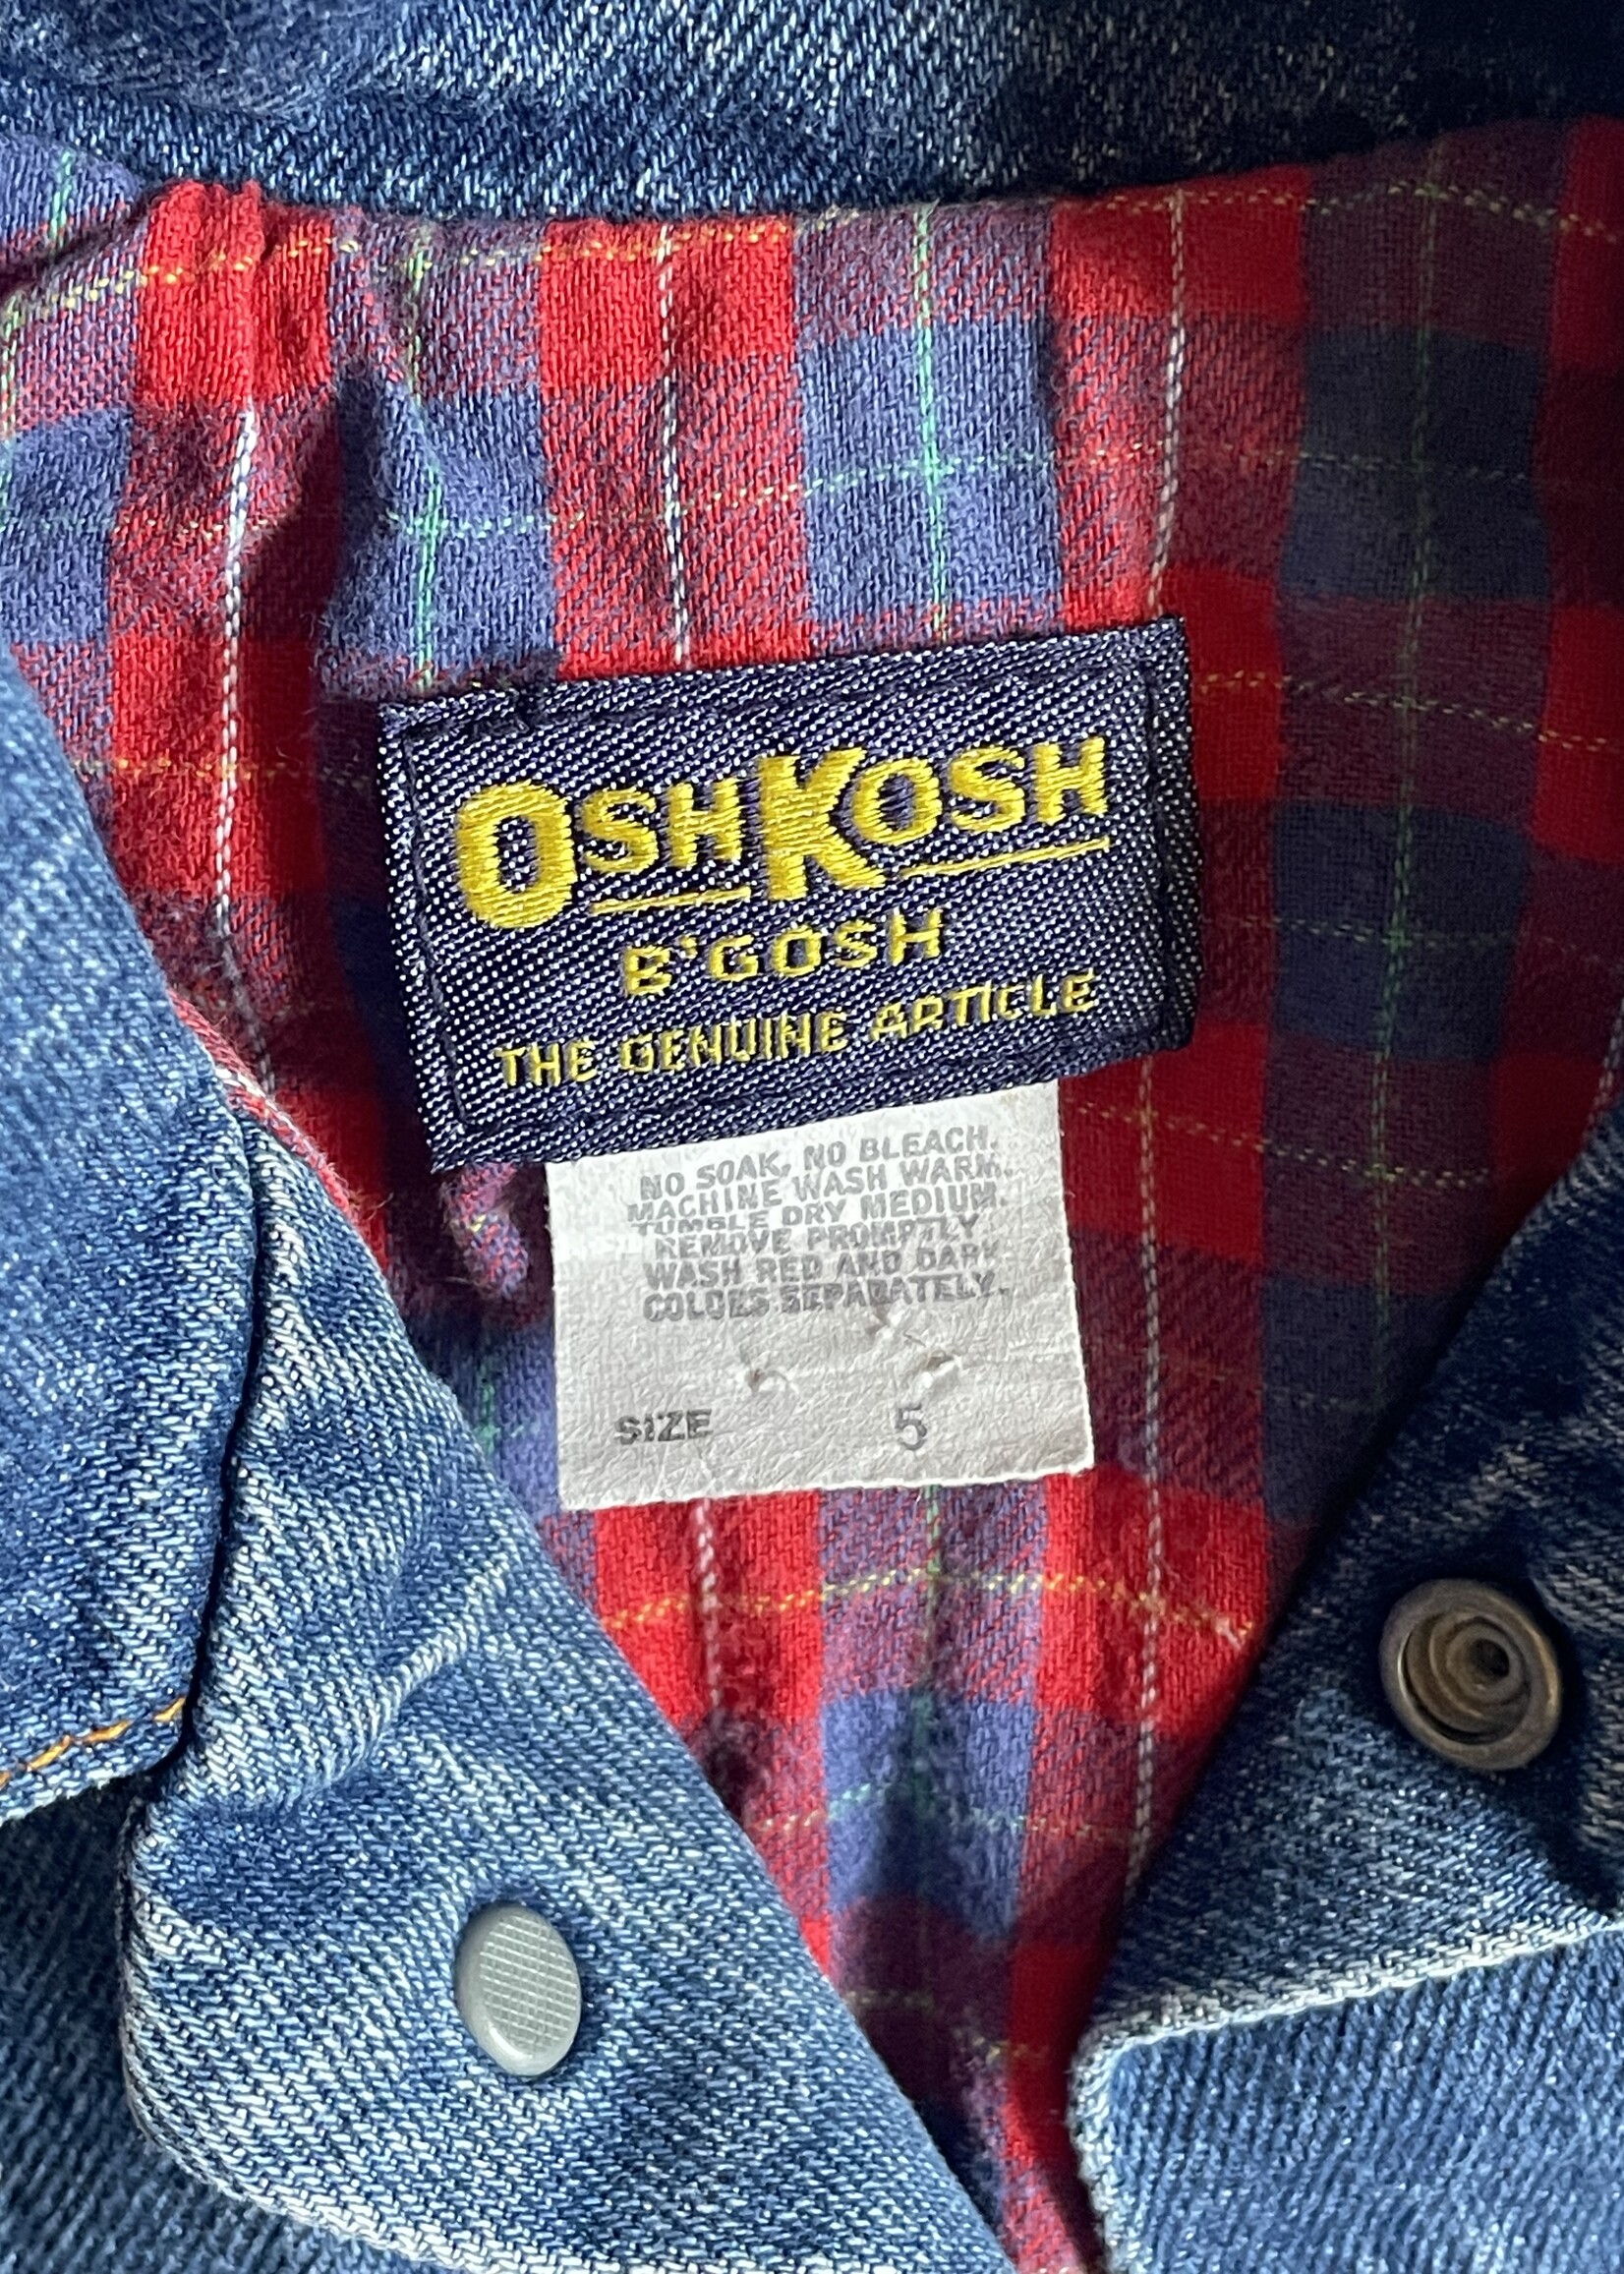 OSHKOSH
B'GOSH
THE GENUINE ARTICLE
NO SOAK, NO BLEACH.
MACHINE WASH WARM.
TUMBLE DRY MEDIUM.
REMOVE PROMPTLY
WASH RED AND DARK
COLORS SEPARATELY.
SIZE 5